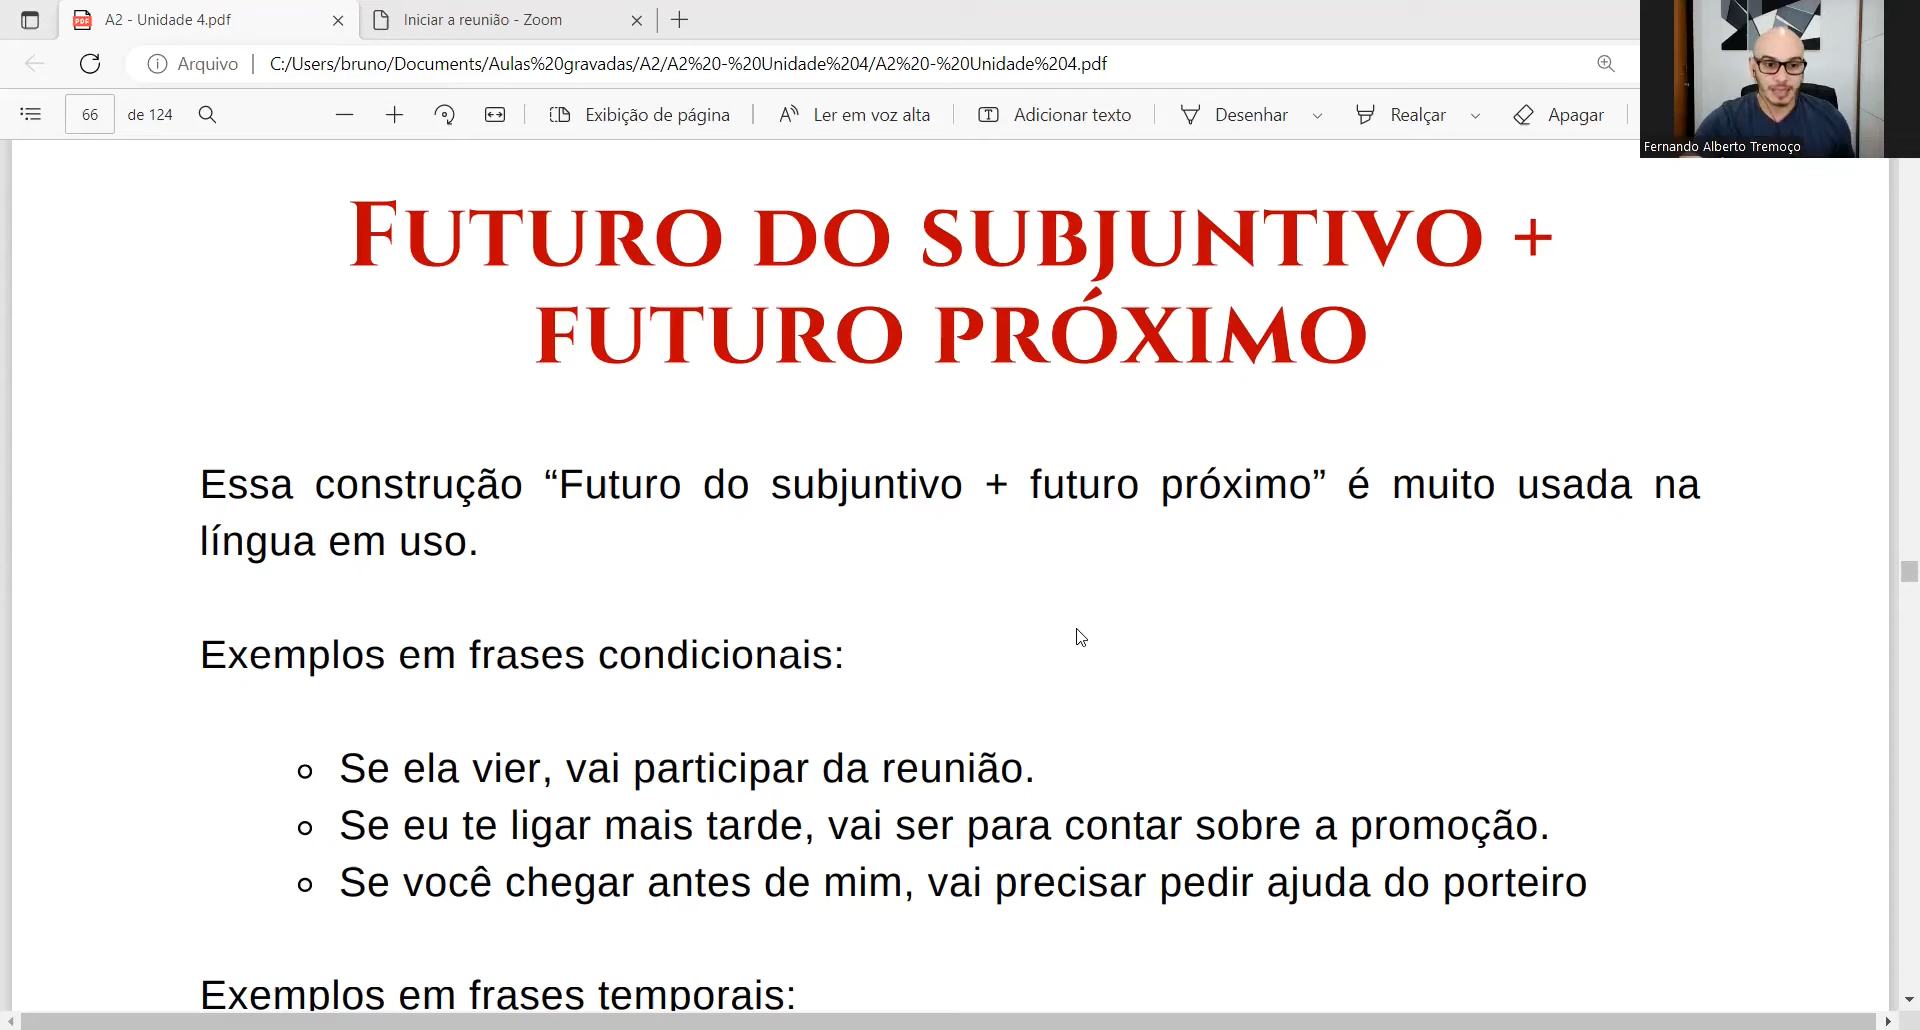 A2 - Unidade 4.pdf
Iniciar a reunião - Zoom
Arquivo
C:/Users/bruno/Documents/Aulas%20gravadas/A2/A2%20-%20Unidade%204/A2%20-%20Unidade%204.pdf
66 de 124
Exibição de página
Ler em voz alta
Adicionar texto
Desenhar
Realçar
Apagar
Fernando Alberto Tremoço
FUTURO DO SUBJUNTIVO +
FUTURO PRÓXIMO
Essa construção “Futuro do subjuntivo + futuro próximo” é muito usada na
língua em uso.
Exemplos em frases condicionais:
Se ela vier, vai participar da reunião.
Se eu te ligar mais tarde, vai ser para contar sobre a promoção.
Se você chegar antes de mim, vai precisar pedir ajuda do porteiro
Exemplos em frases temporais: